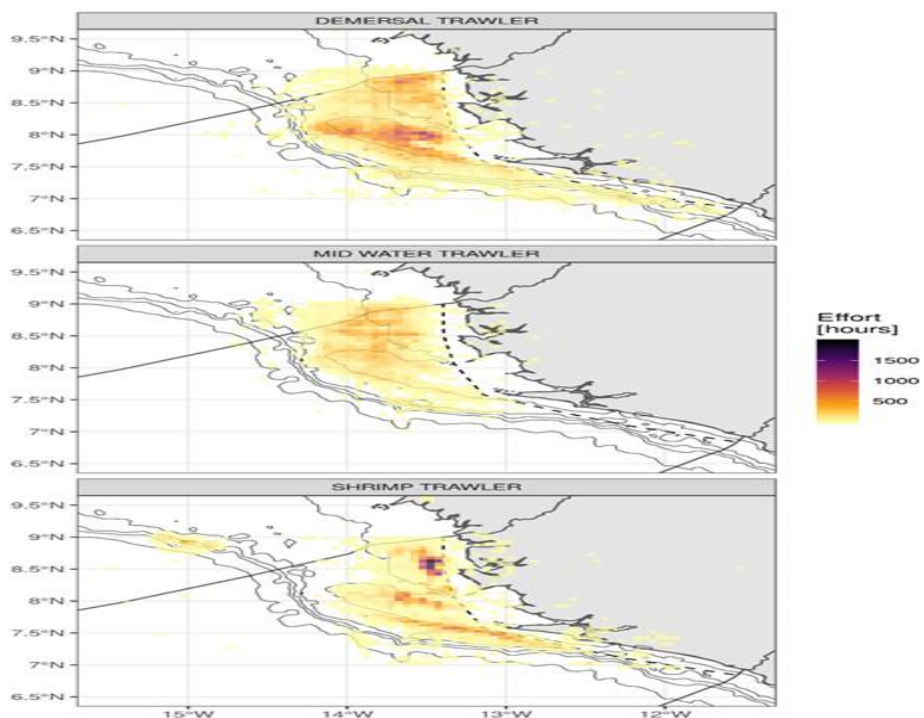 DEMERSAL TRAWLER
9.5°N
9°N
8.5°N
8°N
7.5°N
7°N
6.5°N
MID WATER TRAWLER
9.5°N
9°N
8.5°N
8°N
7.5°N
7°N
6.5°N
Effort
[hours]
1500
1000
500
SHRIMP TRAWLER
9.5°N
9°N
8.5°N
8°N
7.5°N
7°N
6.5°N
15°W 14°W 13°W 12°W